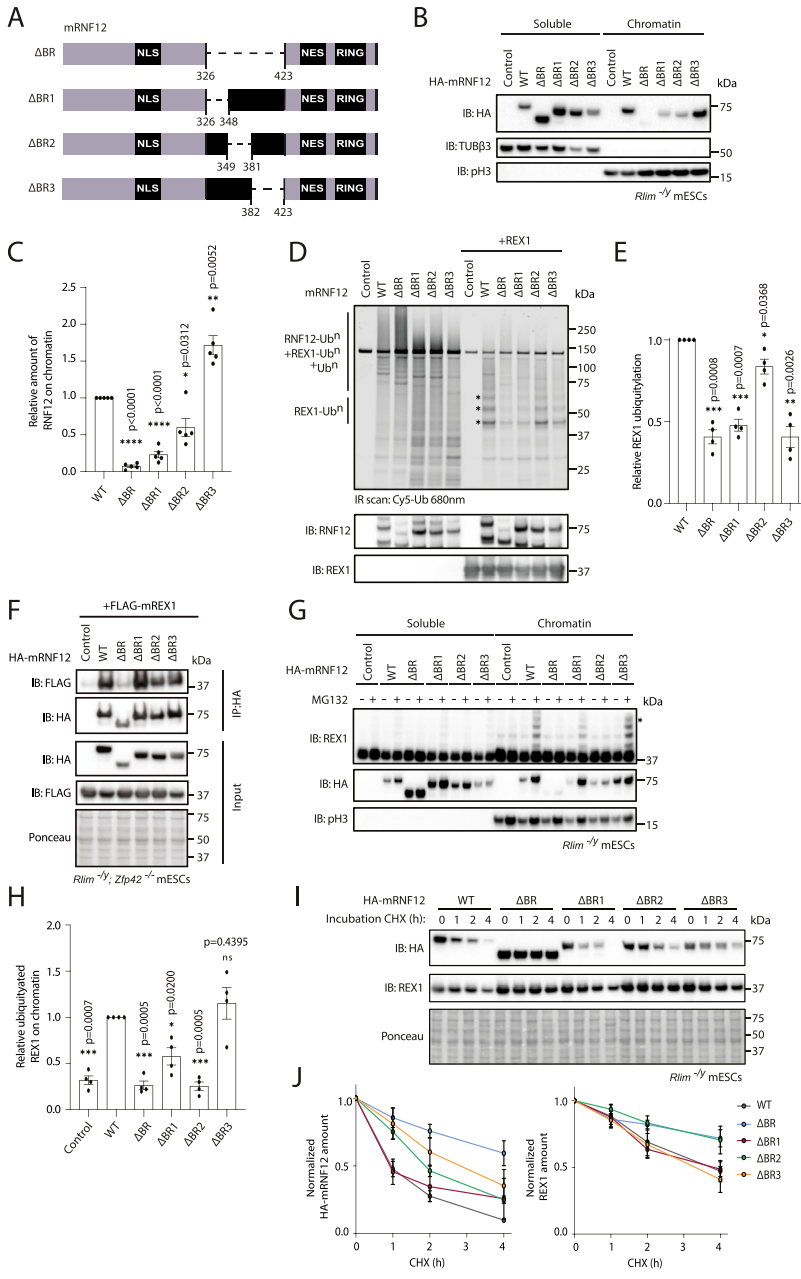 A
mRNF12
ΔBR NLS NES RING
326 423
ΔBR1 NLS NES RING
326 348
ΔBR2 NLS NES RING
349 381
ΔBR3 NLS NES RING
382 423
B
Soluble Chromatin
HA-mRNF12 Control WT ΔBR ΔBR1 ΔBR2 ΔBR3 Control WT ΔBR ΔBR1 ΔBR2 ΔBR3 kDa
IB: HA 75
IB: TUBβ3 50
IB: pH3 15
Rlim -/y mESCs
C
Relative amount of
RNF12 on chromatin
2.5
2.0
1.5
1.0
0.5
0.0
**** p<0.0001
**** p<0.0001
* p=0.0312
** p=0.0052
WT ΔBR ΔBR1 ΔBR2 ΔBR3
D
+REX1
mRNF12 Control WT ΔBR ΔBR1 ΔBR2 ΔBR3 Control WT ΔBR ΔBR1 ΔBR2 ΔBR3 kDa
RNF12-Ubn
+REX1-Ubn
+Ubn
REX1-Ubn
*
*
*
250
150
100
75
50
37
25
IR scan: Cy5-Ub 680nm
IB: RNF12 75
IB: REX1 37
E
Relative REX1 ubiquitylation
1.0
0.5
0.0
*** p=0.0008
*** p=0.0007
* p=0.0368
** p=0.0026
WT ΔBR ΔBR1 ΔBR2 ΔBR3
F
+FLAG-mREX1
HA-mRNF12 Control WT ΔBR ΔBR1 ΔBR2 ΔBR3 kDa
IB: FLAG 37
IB: HA 75
IP:HA
IB: HA 75
IB: FLAG 37
Ponceau 75
50
37
Input
Rlim -/y; Zfp42 -/- mESCs
G
Soluble Chromatin
HA-mRNF12 Control WT ΔBR ΔBR1 ΔBR2 ΔBR3 Control WT ΔBR ΔBR1 ΔBR2 ΔBR3
MG132 - + - + - + - + - + - + - + - + - + - + - + - + kDa
IB: REX1 * 37
IB: HA 75
IB: pH3 15
Rlim -/y mESCs
H
Relative ubiquityated
REX1 on chromatin
2.0
1.5
1.0
0.5
0.0
*** p=0.0007
*** p=0.0005
* p=0.0200
*** p=0.0005
p=0.4395
ns
Control WT ΔBR ΔBR1 ΔBR2 ΔBR3
I
HA-mRNF12 WT ΔBR ΔBR1 ΔBR2 ΔBR3
Incubation CHX (h): 0 1 2 4 0 1 2 4 0 1 2 4 0 1 2 4 0 1 2 4 kDa
IB: HA 75
IB: REX1 37
Ponceau 75
50
37
Rlim -/y mESCs
J
Normalized
HA-mRNF12 amount
1.0
0.5
0.0
0 1 2 3 4
CHX (h)
Normalized
REX1 amount
1.0
0.5
0.0
0 1 2 3 4
CHX (h)
WT
ΔBR
ΔBR1
ΔBR2
ΔBR3